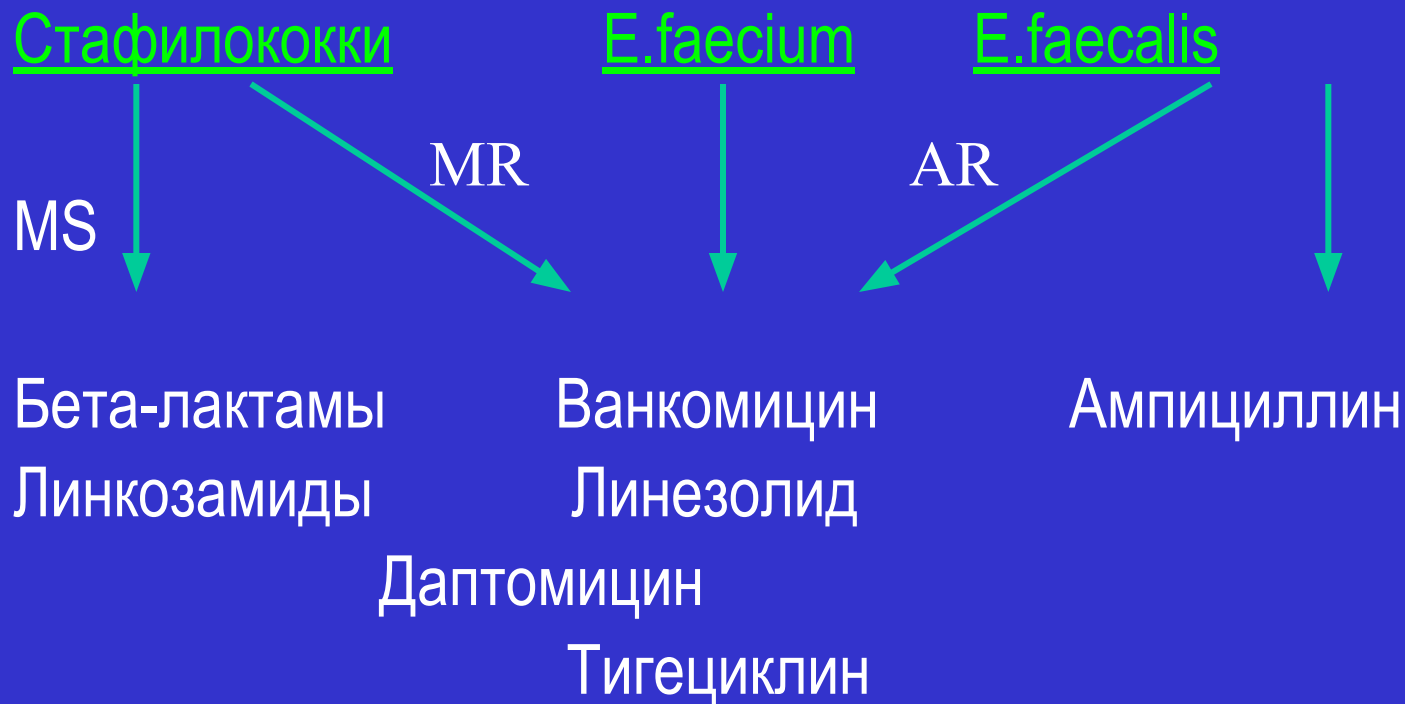 Стафилококки E.faecium E.faecalis
MR AR
MS
Бета-лактамы Ванкомицин Ампициллин
Линкозамиды Линезолид
Даптомицин
Тигециклин